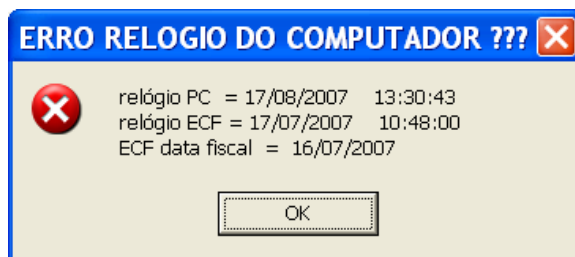 ERRO RELOGIO DO COMPUTADOR ???
relógio PC = 17/08/2007 13:30:43
relógio ECF = 17/07/2007 10:48:00
ECF data fiscal = 16/07/2007
OK